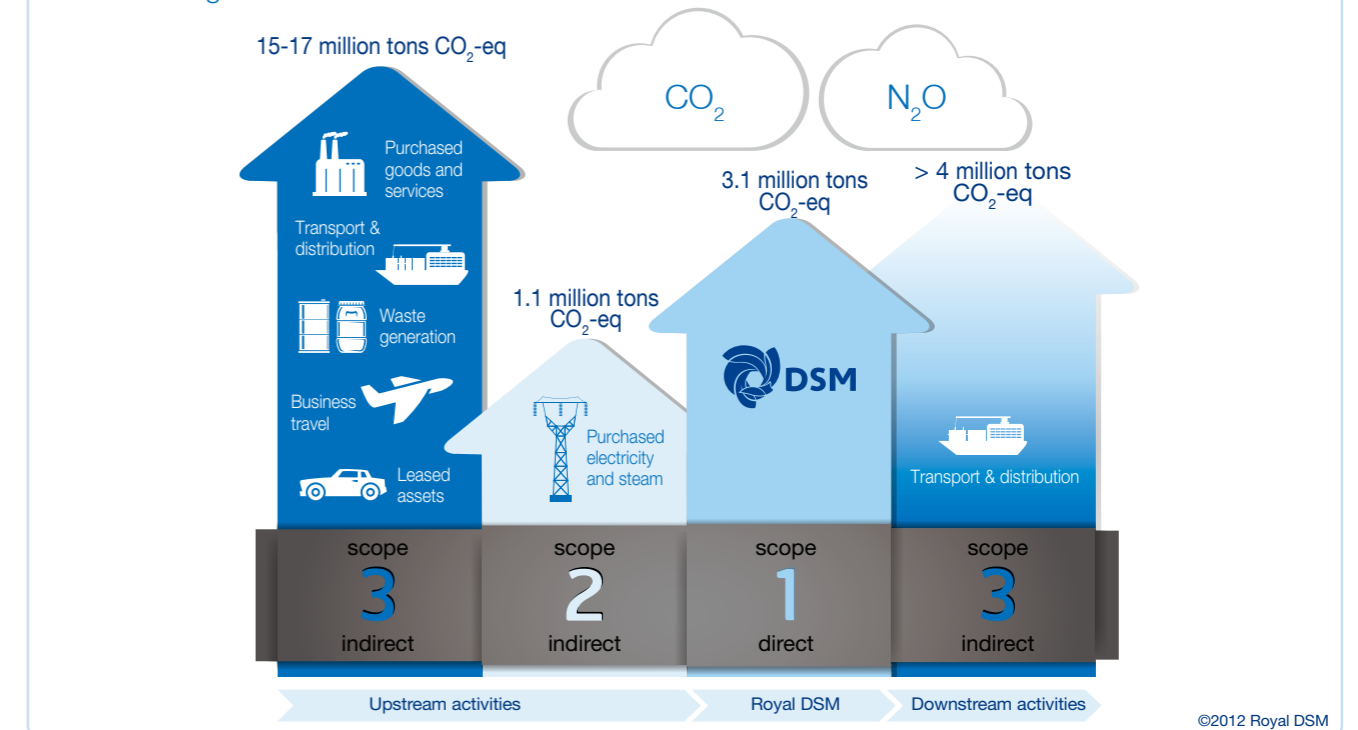 15-17 million tons CO₂-eq
CO₂
N₂O
Purchased
goods and
services
Transport &
distribution
Waste
generation
Business
travel
Leased
assets
1.1 million tons
CO₂-eq
Purchased
electricity
and steam
3.1 million tons
CO₂-eq
DSM
> 4 million tons
CO₂-eq
Transport & distribution
scope
3
indirect
scope
2
indirect
scope
1
direct
scope
3
indirect
Upstream activities
Royal DSM
Downstream activities
©2012 Royal DSM